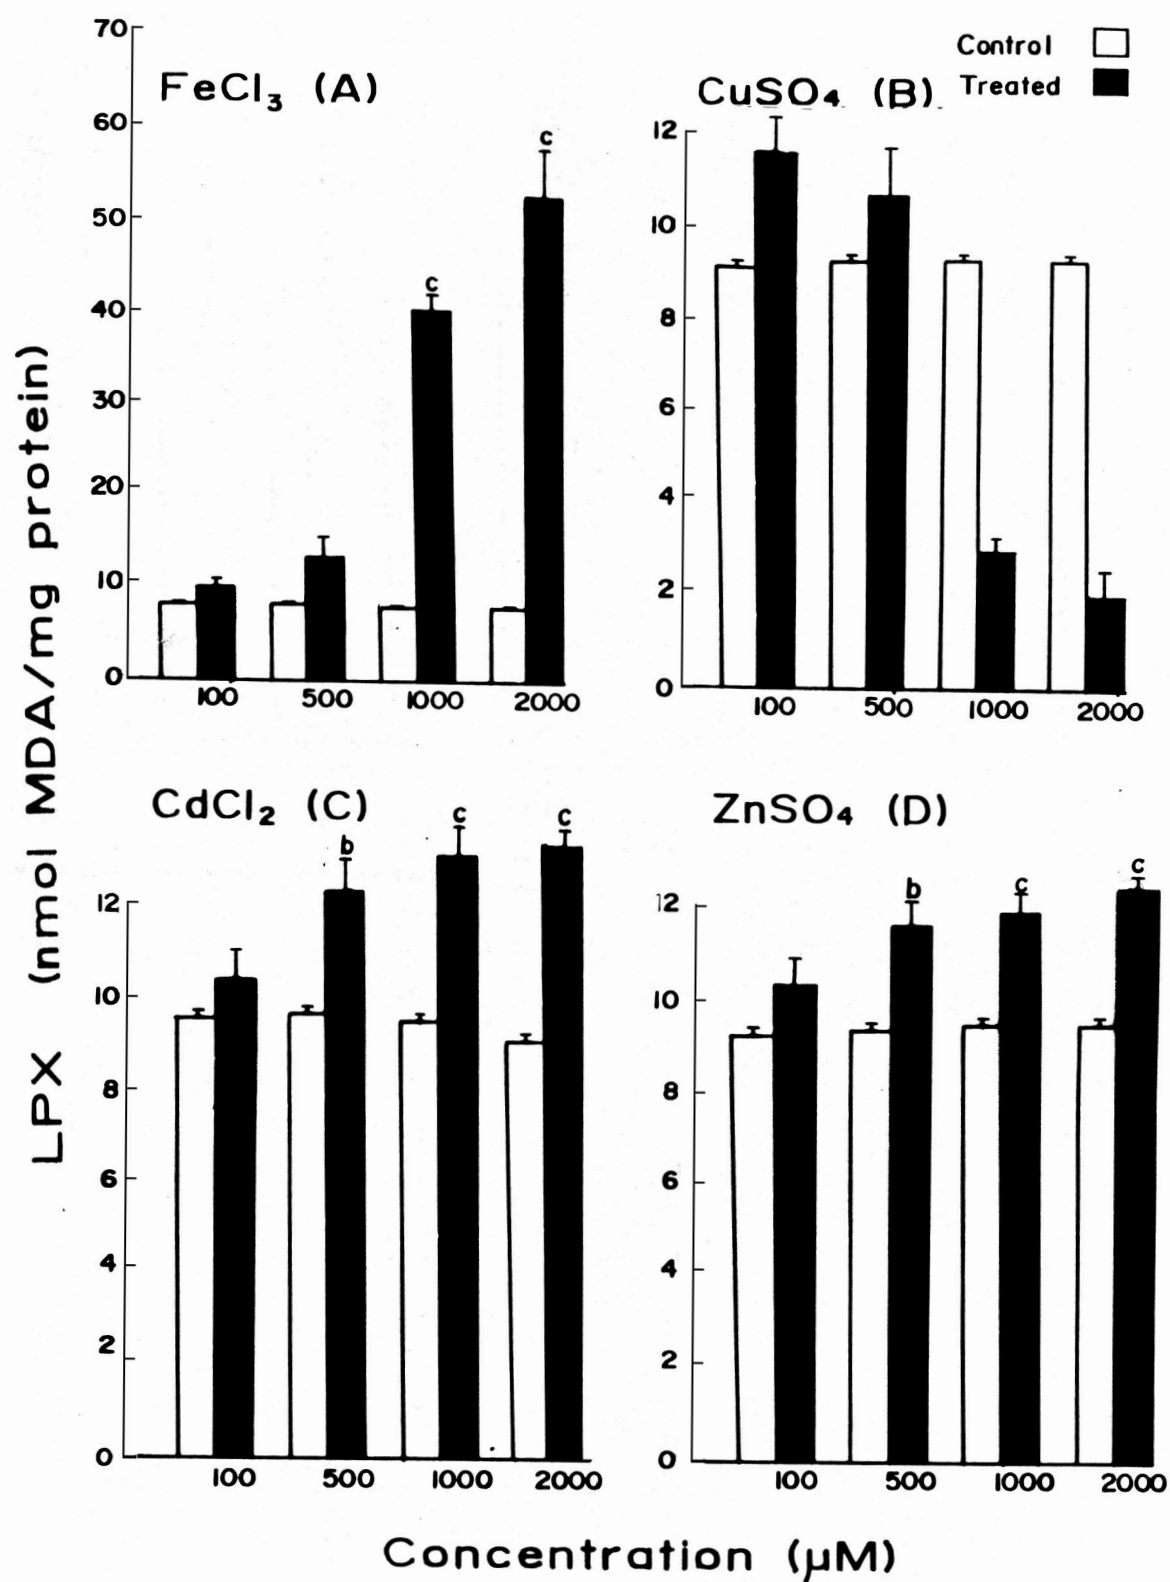 Control
Treated
LPX (nmol MDA/mg protein)
FeCl₃ (A)
70
60
50
40
30
20
10
0
c
c
100 500 1000 2000
CuSO₄ (B)
12
10
8
6
4
2
0
100 500 1000 2000
CdCl₂ (C)
12
10
8
6
4
2
0
b
c
c
100 500 1000 2000
ZnSO₄ (D)
12
10
8
6
4
2
0
b
c
c
100 500 1000 2000
Concentration (µM)